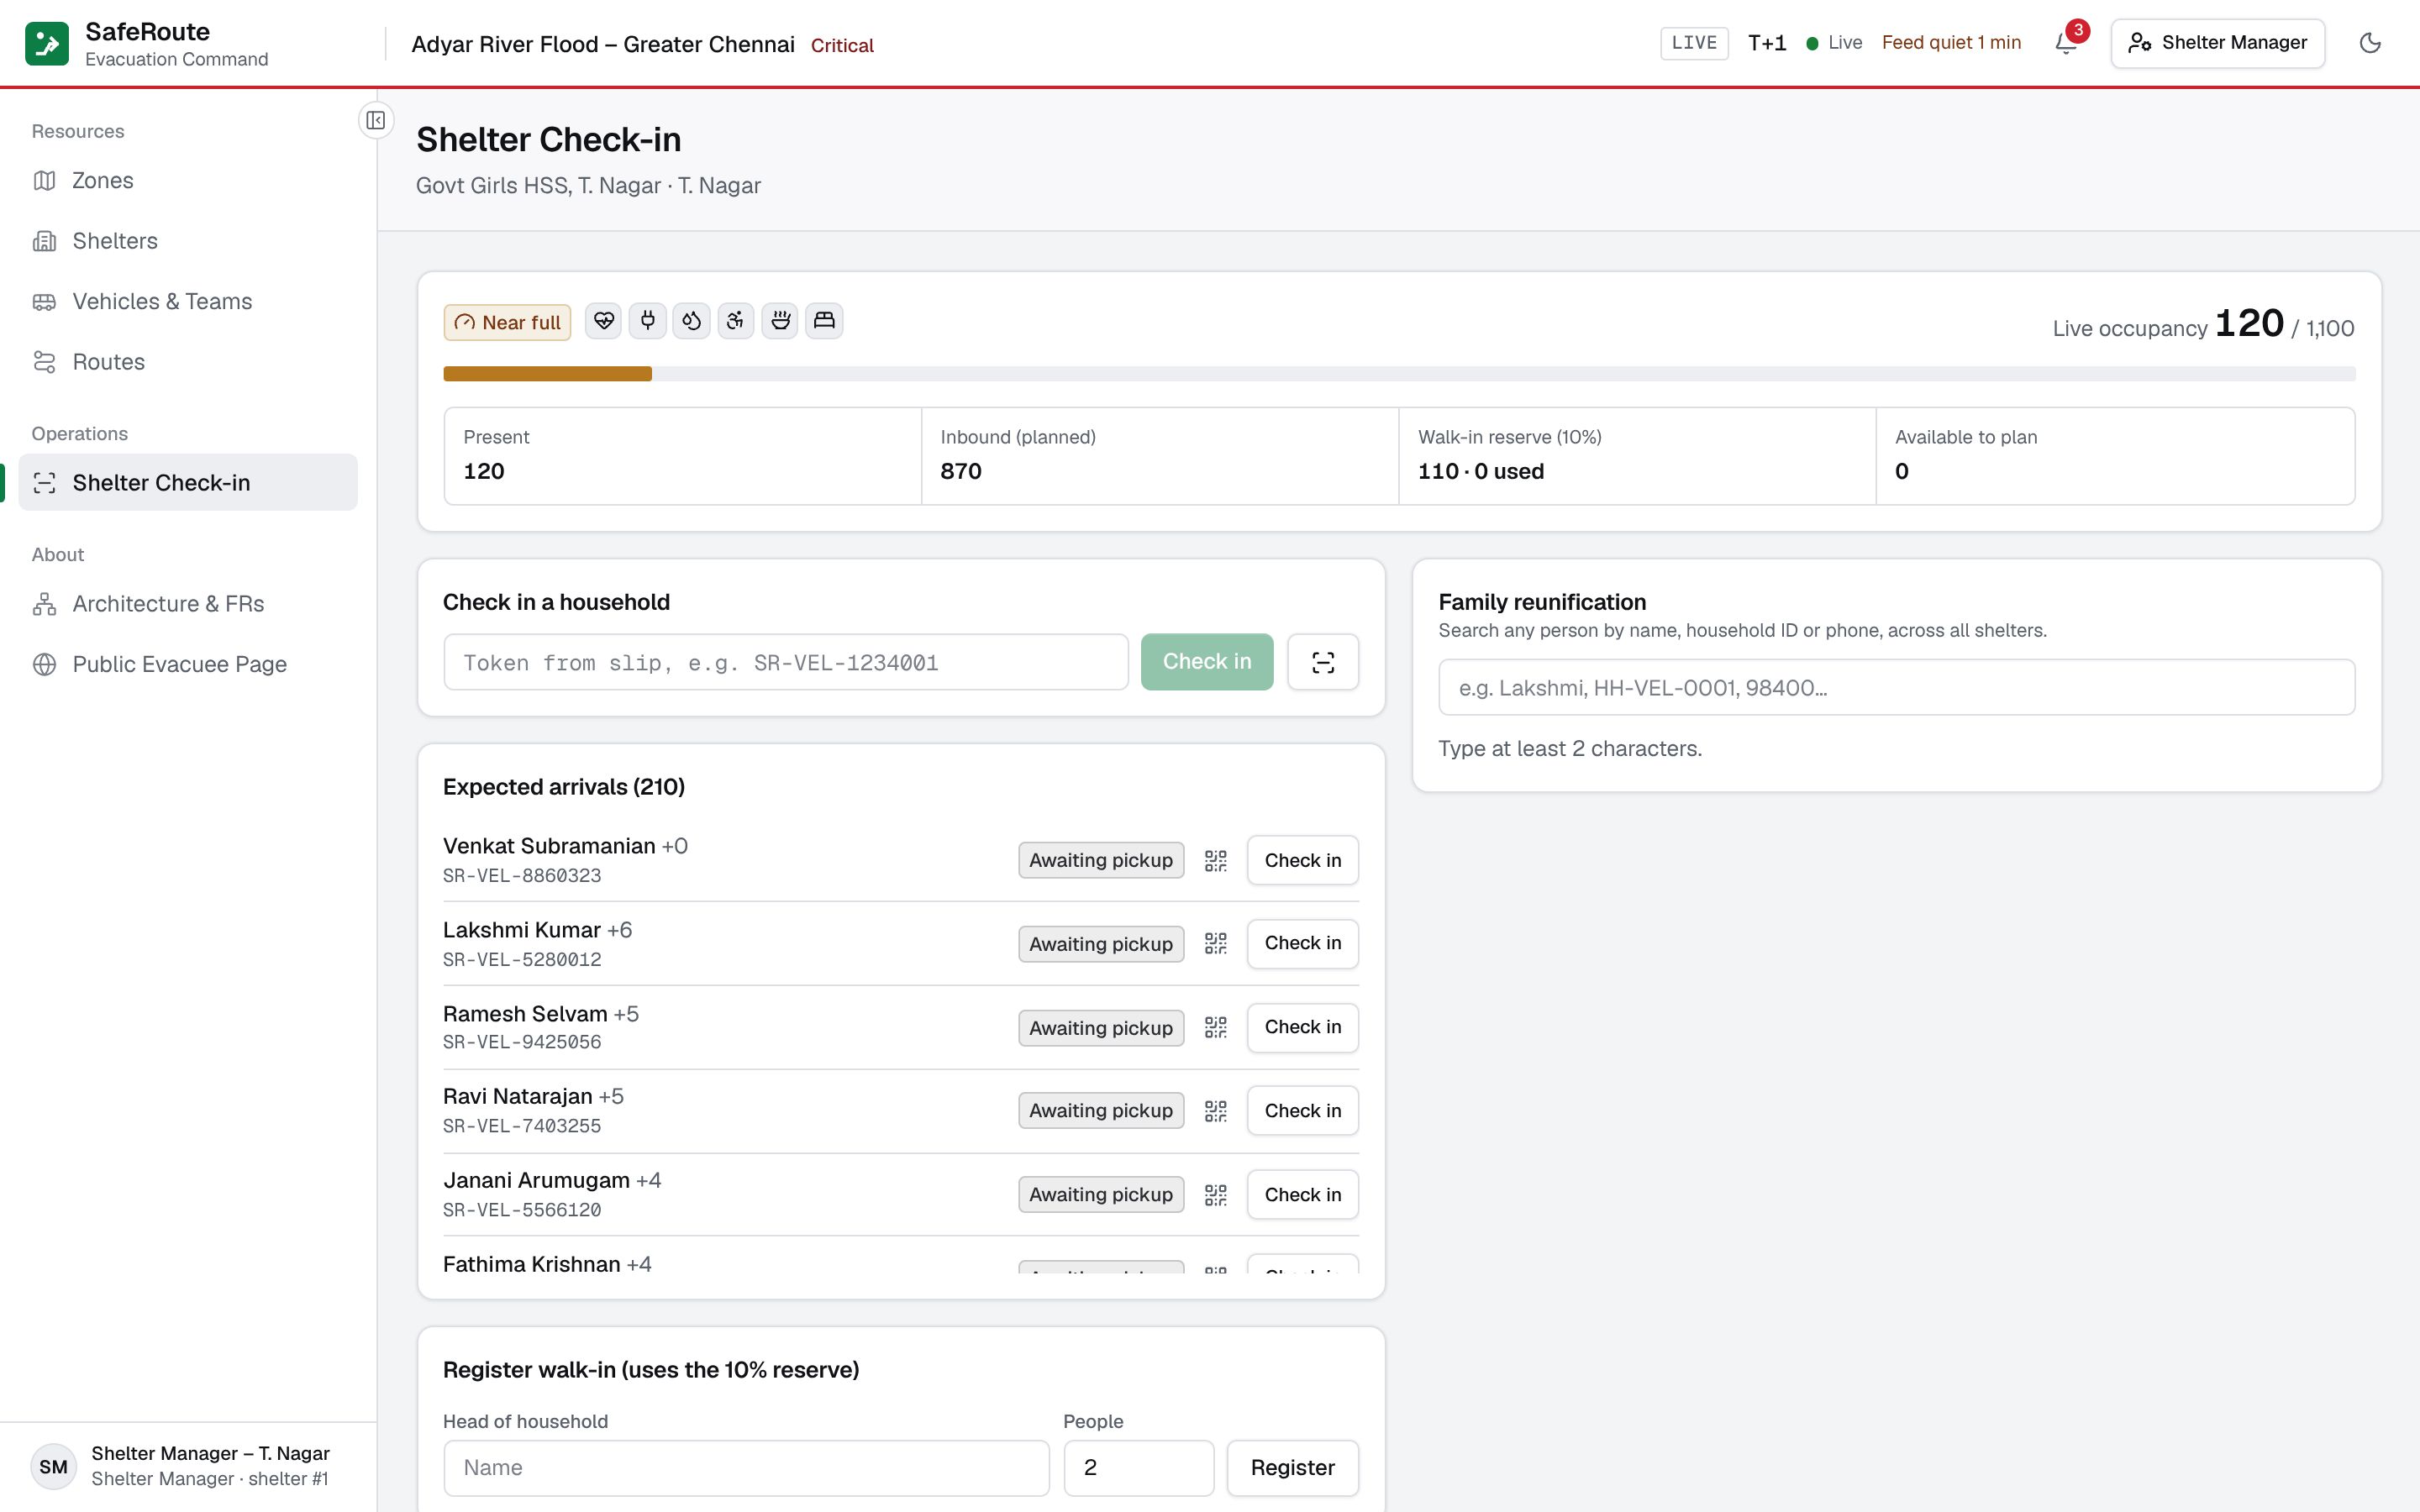 SafeRoute
Evacuation Command
Adyar River Flood – Greater Chennai Critical
LIVE T+1 Live Feed quiet 1 min 3 Shelter Manager
Resources
Zones
Shelters
Vehicles & Teams
Routes
Operations
Shelter Check-in
About
Architecture & FRs
Public Evacuee Page
SM
Shelter Manager – T. Nagar
Shelter Manager · shelter #1
Shelter Check-in
Govt Girls HSS, T. Nagar · T. Nagar
Near full
Live occupancy 120 / 1,100
Present
120
Inbound (planned)
870
Walk-in reserve (10%)
110 · 0 used
Available to plan
0
Check in a household
Token from slip, e.g. SR-VEL-1234001
Check in
Family reunification
Search any person by name, household ID or phone, across all shelters.
e.g. Lakshmi, HH-VEL-0001, 98400…
Type at least 2 characters.
Expected arrivals (210)
Venkat Subramanian +0
SR-VEL-8860323
Awaiting pickup
Check in
Lakshmi Kumar +6
SR-VEL-5280012
Awaiting pickup
Check in
Ramesh Selvam +5
SR-VEL-9425056
Awaiting pickup
Check in
Ravi Natarajan +5
SR-VEL-7403255
Awaiting pickup
Check in
Janani Arumugam +4
SR-VEL-5566120
Awaiting pickup
Check in
Fathima Krishnan +4
Register walk-in (uses the 10% reserve)
Head of household
Name
People
2
Register